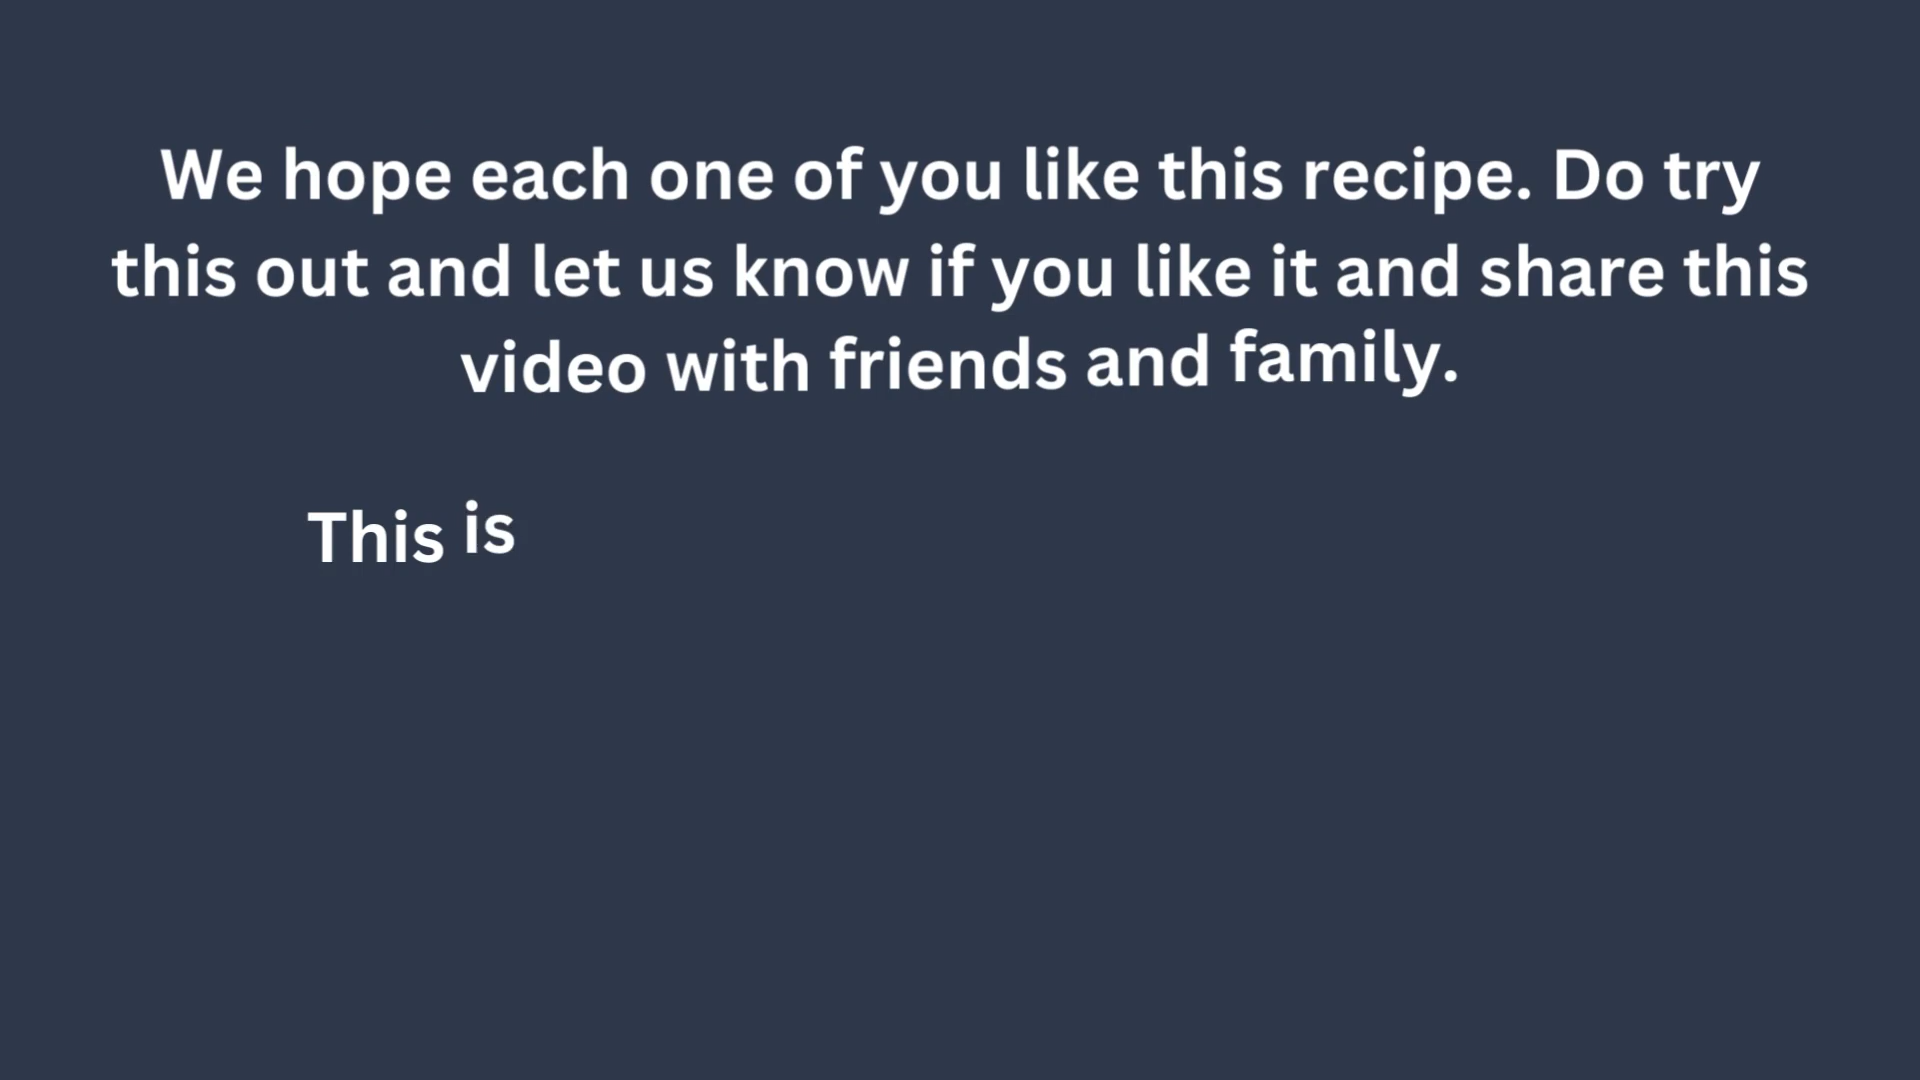 We hope each one of you like this recipe. Do try
this out and let us know if you like it and share this
video with friends and family.
This is